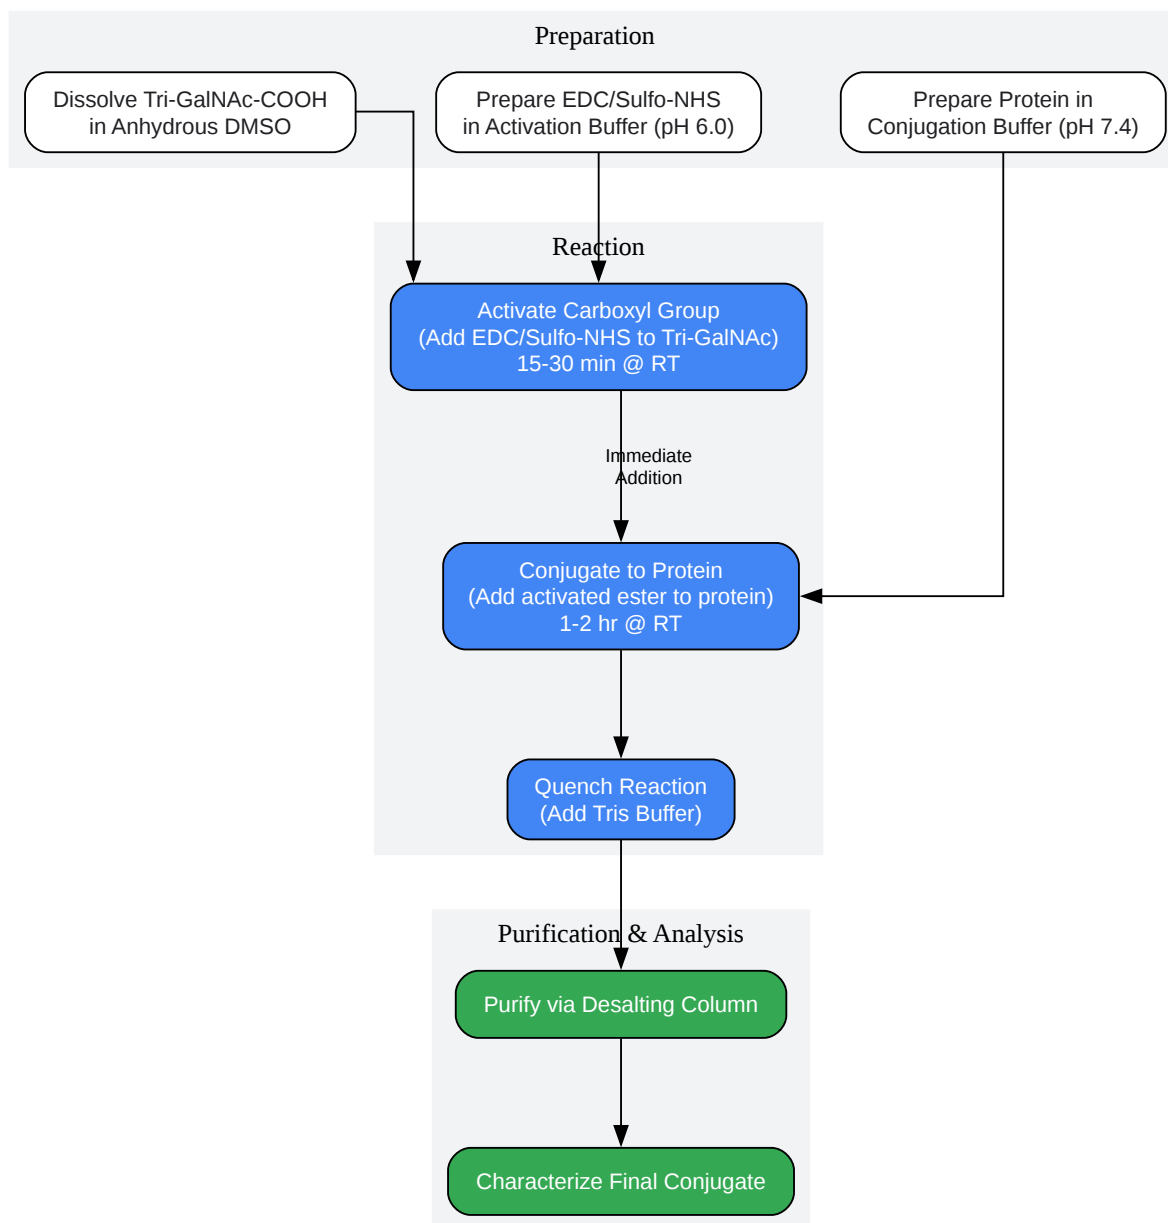 Preparation
Dissolve Tri-GalNAc-COOH
in Anhydrous DMSO
Prepare EDC/Sulfo-NHS
in Activation Buffer (pH 6.0)
Prepare Protein in
Conjugation Buffer (pH 7.4)
Reaction
Activate Carboxyl Group
(Add EDC/Sulfo-NHS to Tri-GalNAc)
15-30 min @ RT
Immediate
Addition
Conjugate to Protein
(Add activated ester to protein)
1-2 hr @ RT
Quench Reaction
(Add Tris Buffer)
Purification & Analysis
Purify via Desalting Column
Characterize Final Conjugate